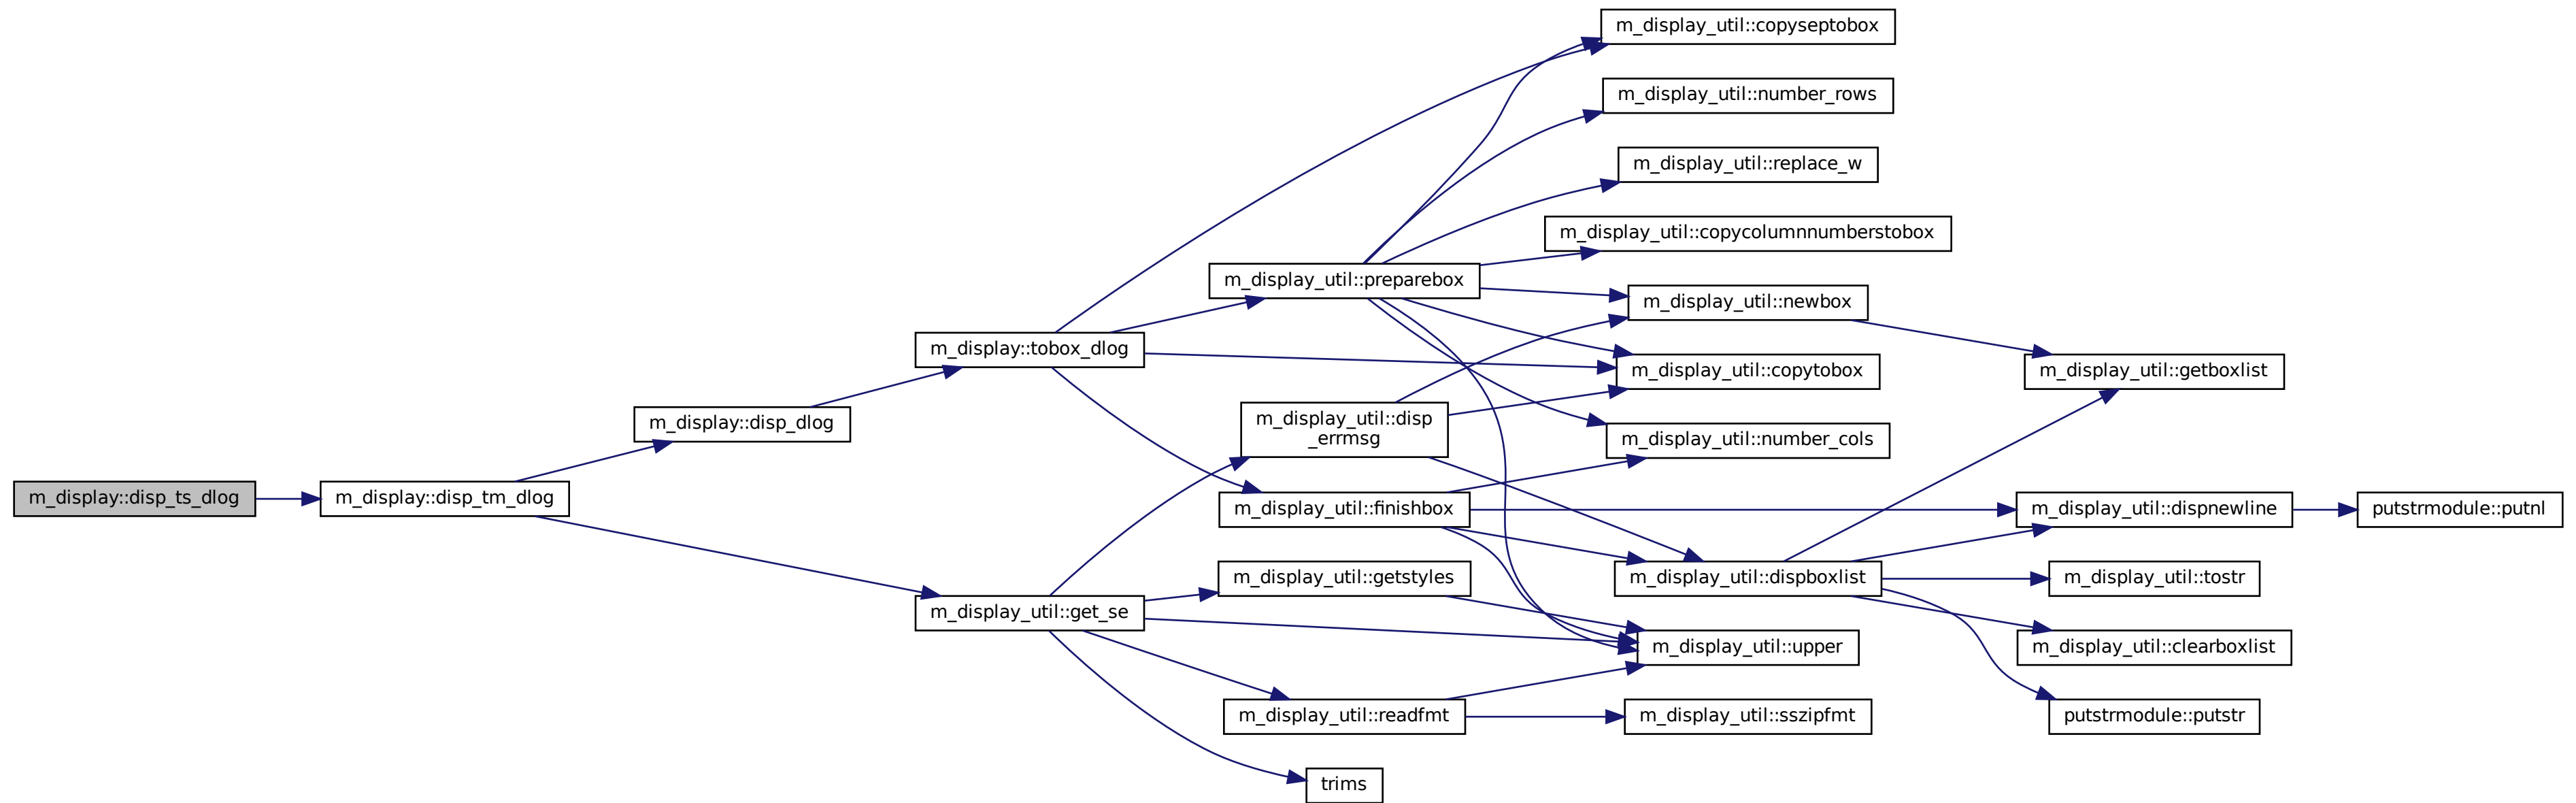 m_display::disp_ts_dlog
m_display::disp_tm_dlog
m_display::disp_dlog
m_display_util::get_se
m_display::tobox_dlog
m_display_util::preparebox
m_display_util::disp
_errmsg
m_display_util::finishbox
m_display_util::getstyles
m_display_util::readfmt
trims
m_display_util::copyseptobox
m_display_util::number_rows
m_display_util::replace_w
m_display_util::copycolumnnumberstobox
m_display_util::newbox
m_display_util::copytobox
m_display_util::number_cols
m_display_util::dispboxlist
m_display_util::upper
m_display_util::sszipfmt
m_display_util::getboxlist
m_display_util::dispnewline
m_display_util::tostr
m_display_util::clearboxlist
putstrmodule::putstr
putstrmodule::putnl